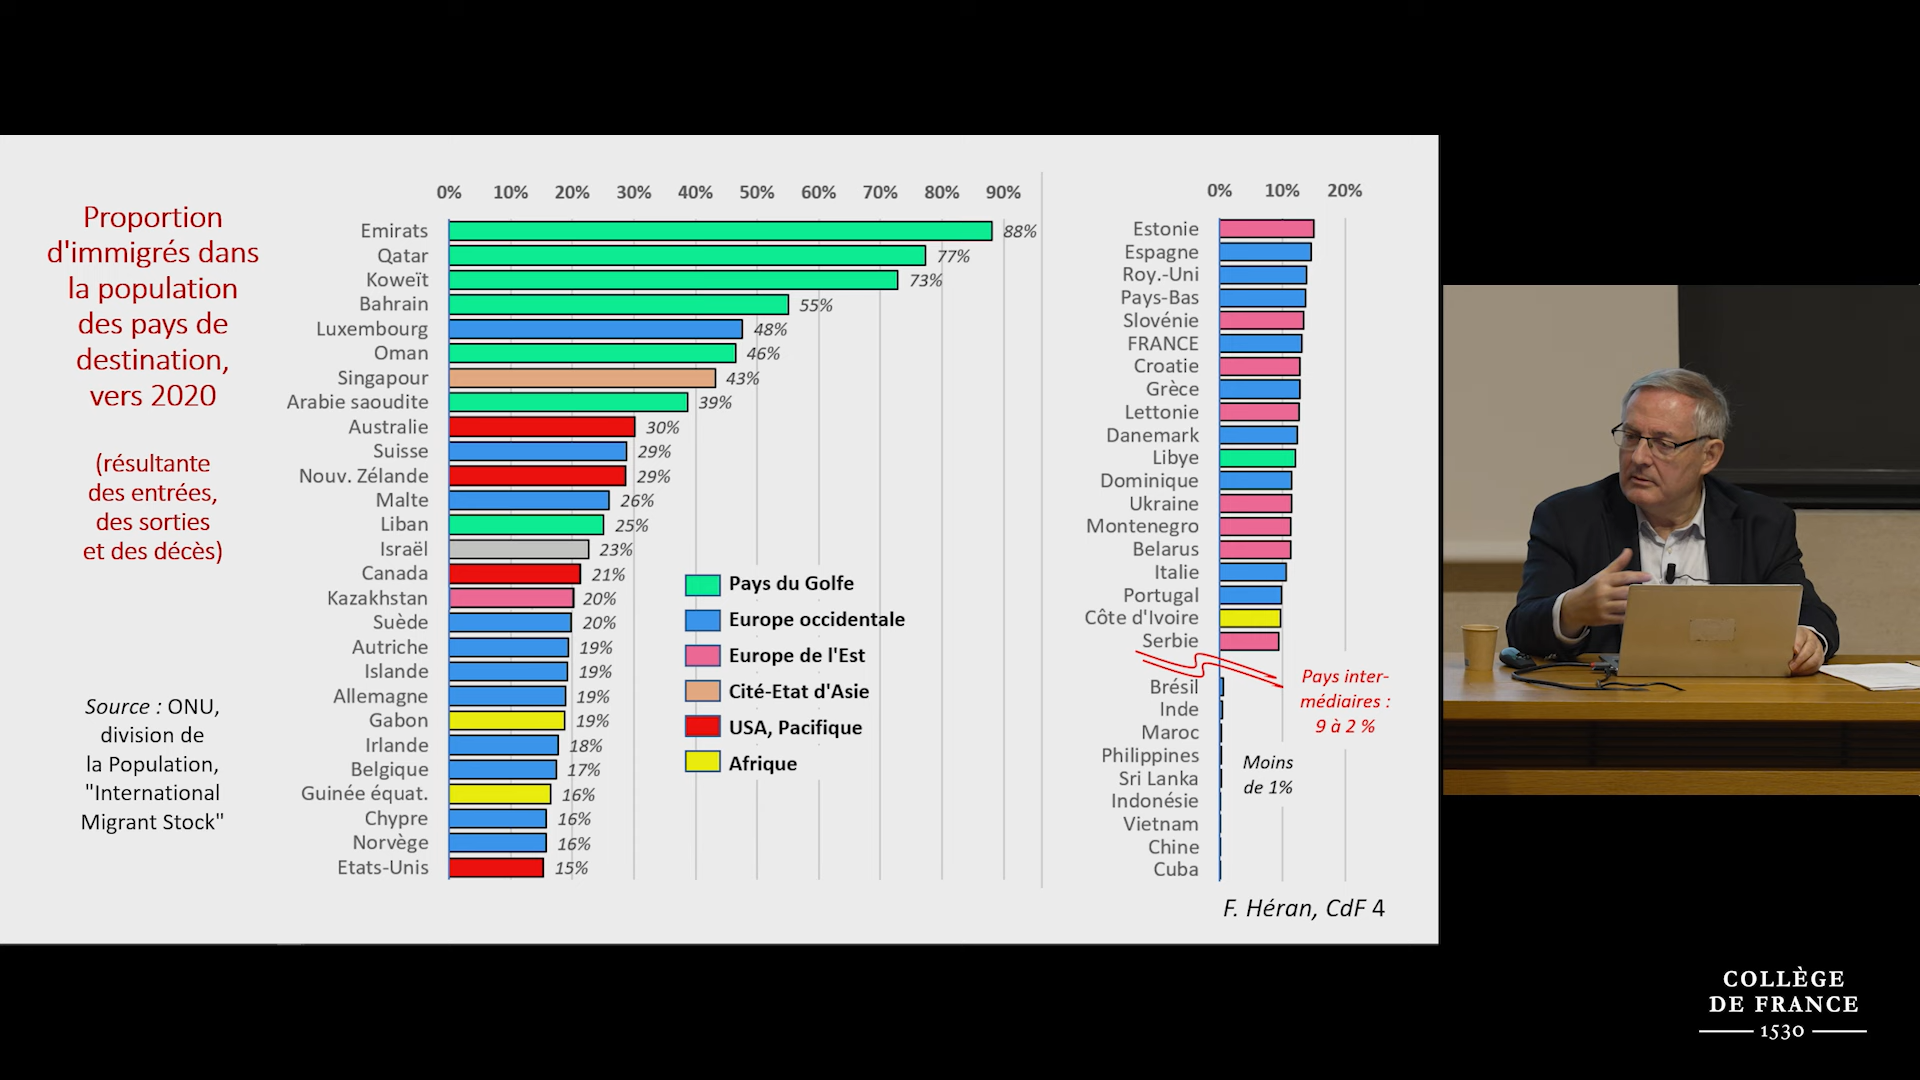 Proportion
d'immigrés dans
la population
des pays de
destination,
vers 2020
(résultante
des entrées,
des sorties
et des décès)
Source : ONU,
division de
la Population,
"International
Migrant Stock"
0% 10% 20% 30% 40% 50% 60% 70% 80% 90%
Emirats 88%
Qatar 77%
Koweït 73%
Bahrain 55%
Luxembourg 48%
Oman 46%
Singapour 43%
Arabie saoudite 39%
Australie 30%
Suisse 29%
Nouv. Zélande 29%
Malte 26%
Liban 25%
Israël 23%
Canada 21%
Kazakhstan 20%
Suède 20%
Autriche 19%
Islande 19%
Allemagne 19%
Gabon 19%
Irlande 18%
Belgique 17%
Guinée équat. 16%
Chypre 16%
Norvège 16%
Etats-Unis 15%
Pays du Golfe
Europe occidentale
Europe de l'Est
Cité-Etat d'Asie
USA, Pacifique
Afrique
0% 10% 20%
Estonie
Espagne
Roy.-Uni
Pays-Bas
Slovénie
FRANCE
Croatie
Grèce
Lettonie
Danemark
Libye
Dominique
Ukraine
Montenegro
Belarus
Italie
Portugal
Côte d'Ivoire
Serbie
Brésil
Inde
Maroc
Philippines
Sri Lanka
Indonésie
Vietnam
Chine
Cuba
Pays inter-
médiaires :
9 à 2 %
Moins
de 1%
F. Héran, CdF 4
COLLÈGE
DE FRANCE
1530